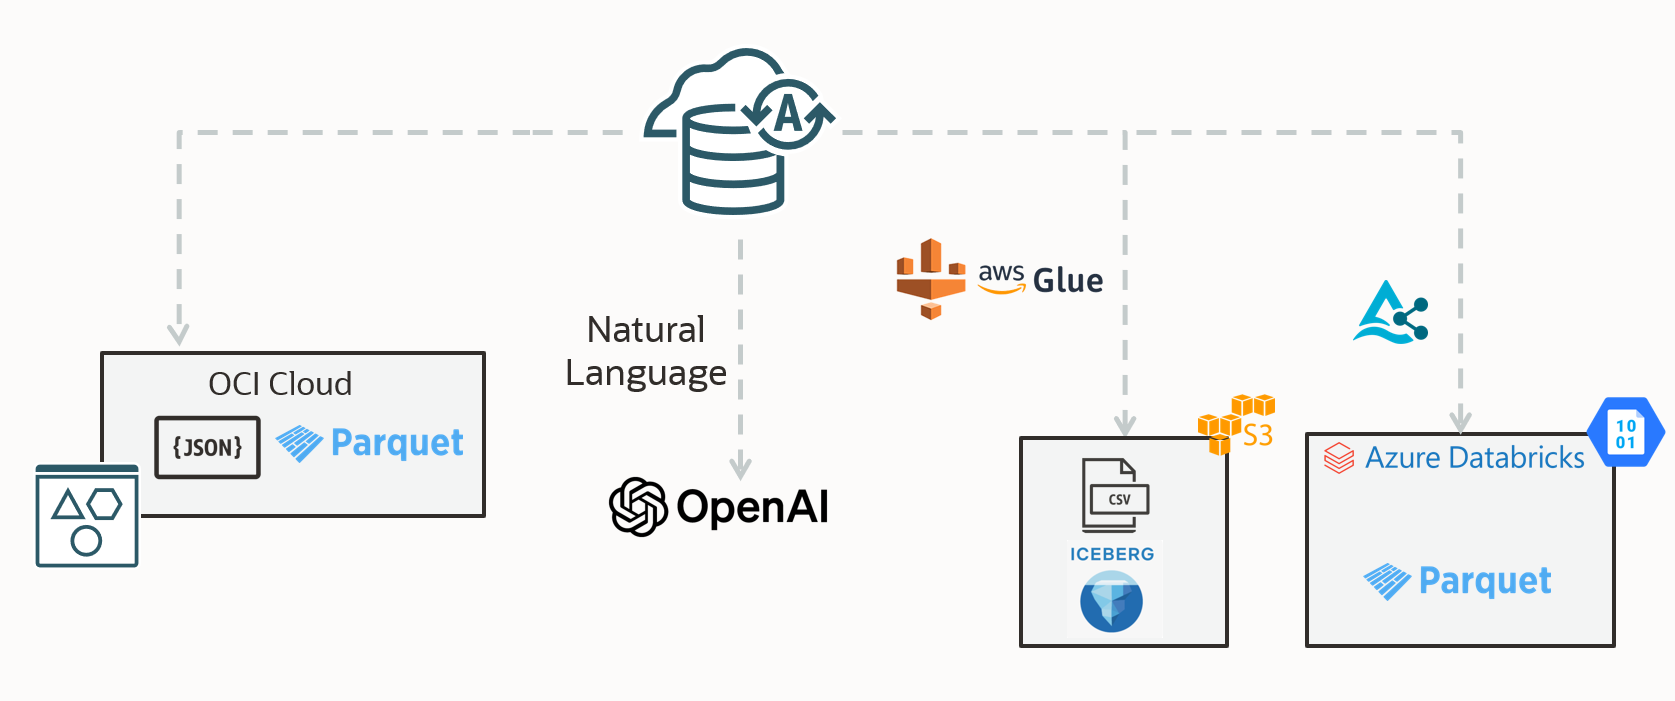 A
OCI Cloud
{JSON}
Parquet
Natural
Language
OpenAI
aws
Glue
S3
CSV
ICEBERG
10
01
Azure Databricks
Parquet